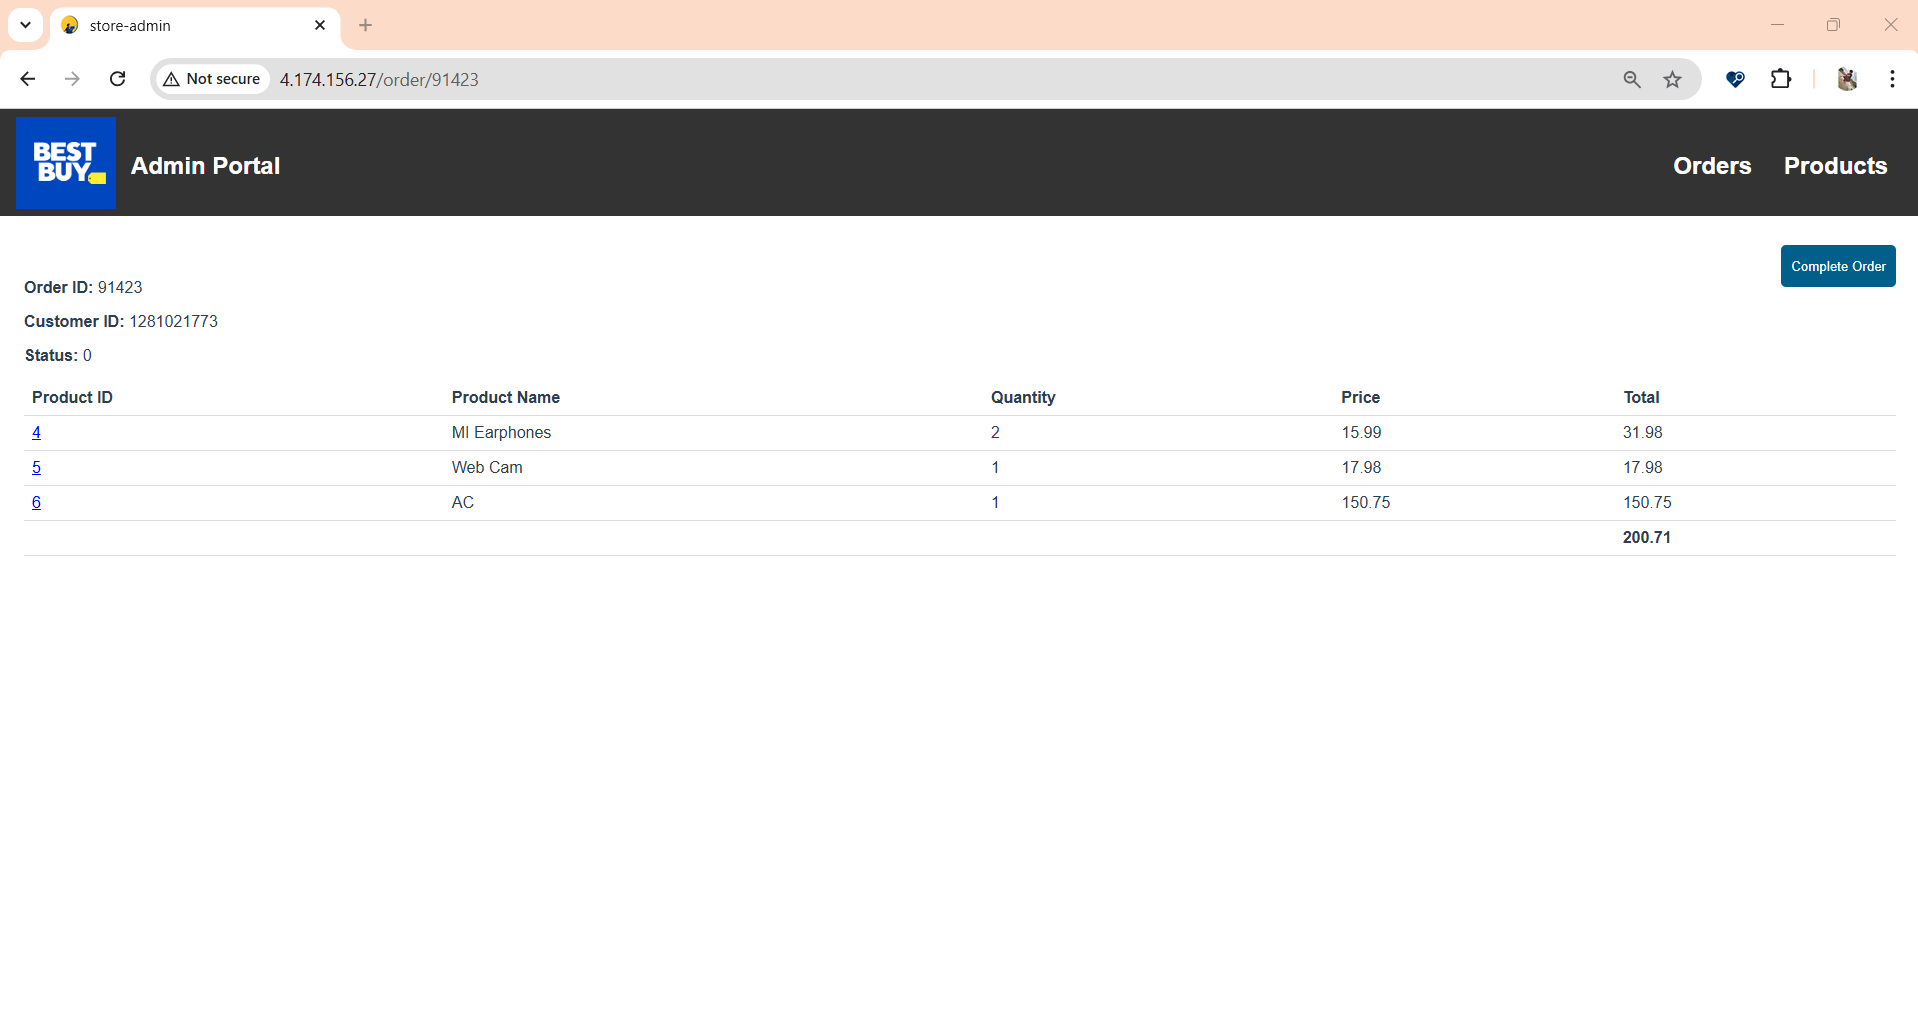 store-admin
Not secure 4.174.156.27/order/91423
BEST BUY Admin Portal Orders Products
Complete Order
Order ID: 91423
Customer ID: 1281021773
Status: 0
Product ID Product Name Quantity Price Total
4 MI Earphones 2 15.99 31.98
5 Web Cam 1 17.98 17.98
6 AC 1 150.75 150.75
200.71